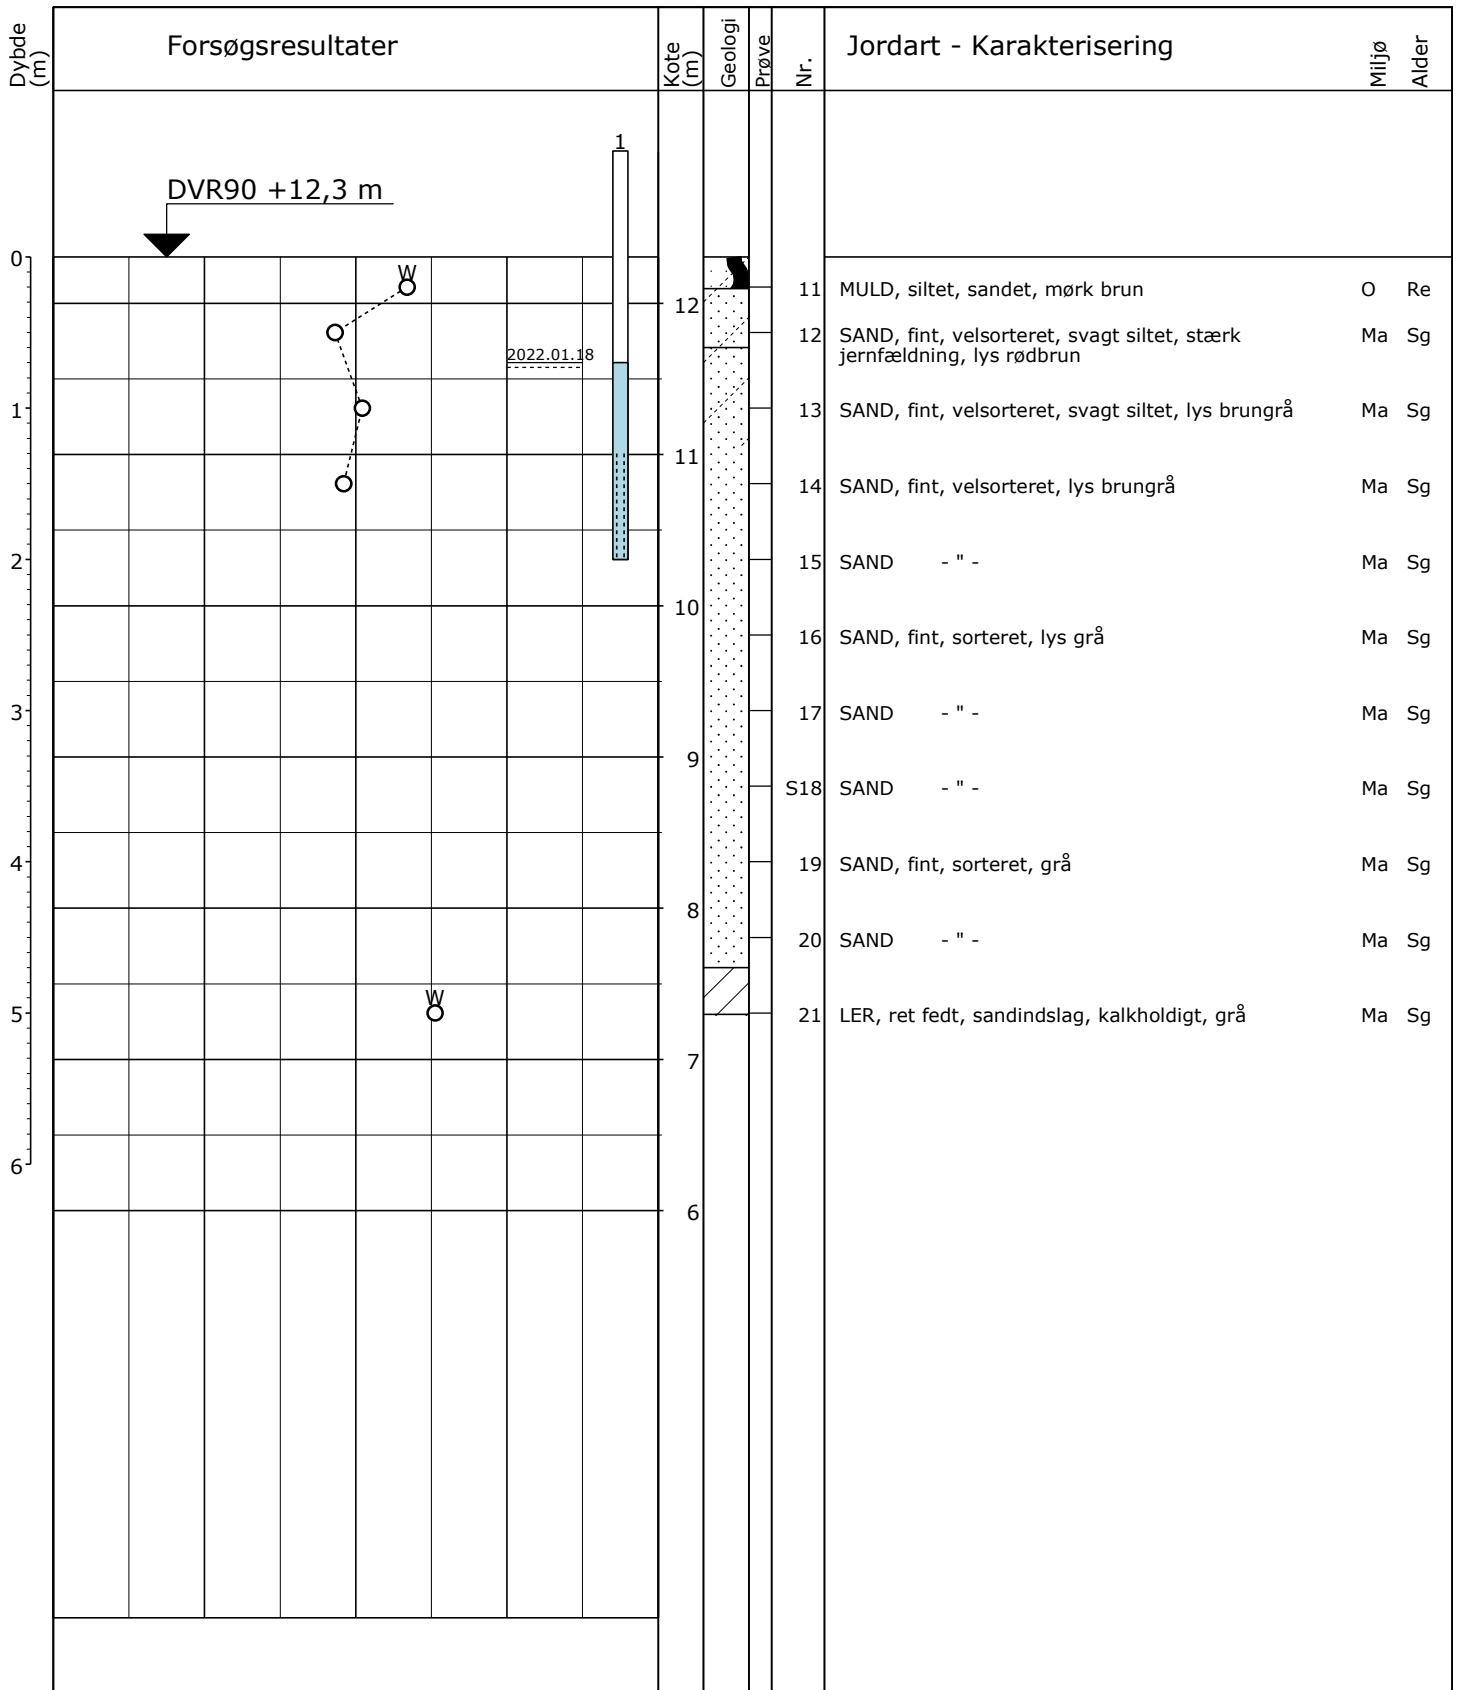 Dybde (m)
Forsøgsresultater
Kote (m)
Geologi
Prøve
Nr.
Jordart - Karakterisering
Miljø
Alder
1
DVR90 +12,3 m
0
W
11 MULD, siltet, sandet, mørk brun O Re
12
12 SAND, fint, velsorteret, svagt siltet, stærk Ma Sg
jernfældning, lys rødbrun
2022.01.18
1
13 SAND, fint, velsorteret, svagt siltet, lys brungrå Ma Sg
11
14 SAND, fint, velsorteret, lys brungrå Ma Sg
2
15 SAND - " - Ma Sg
10
16 SAND, fint, sorteret, lys grå Ma Sg
3
17 SAND - " - Ma Sg
9
S18 SAND - " - Ma Sg
4
19 SAND, fint, sorteret, grå Ma Sg
8
20 SAND - " - Ma Sg
W
5
21 LER, ret fedt, sandindslag, kalkholdigt, grå Ma Sg
7
6
6